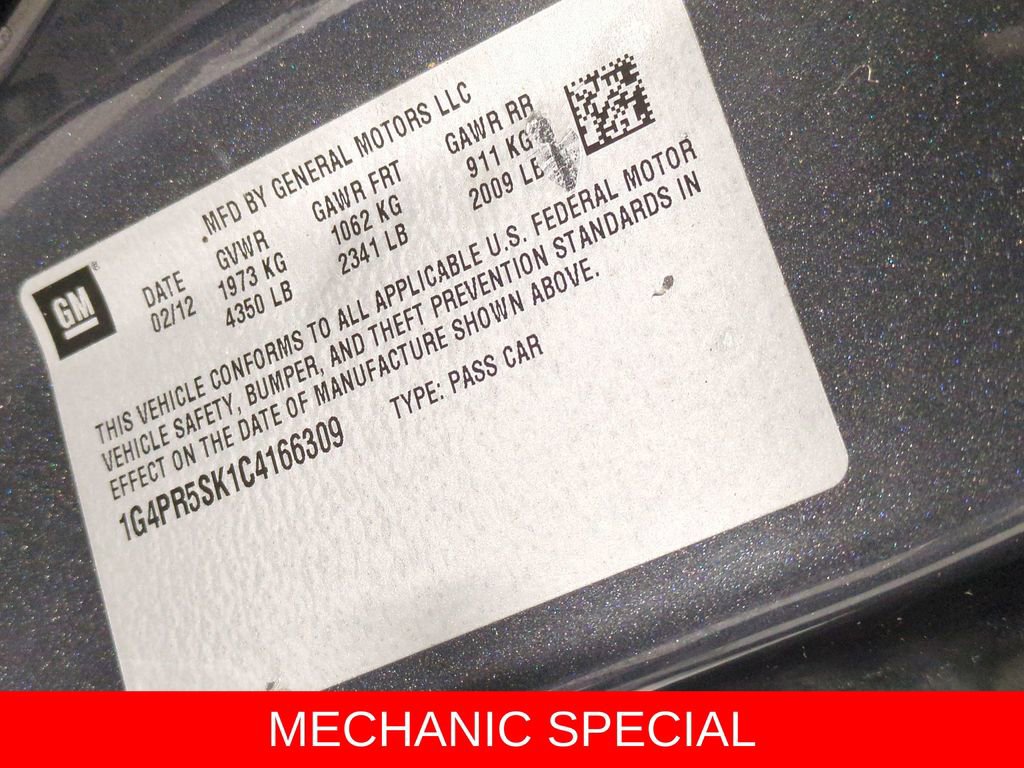 GM
MFD BY GENERAL MOTORS LLC
DATE GVWR GAWR FRT GAWR RR
02/12 1973 KG 1062 KG 911 KG
4350 LB 2341 LB 2009 LB
THIS VEHICLE CONFORMS TO ALL APPLICABLE U.S. FEDERAL MOTOR
VEHICLE SAFETY, BUMPER, AND THEFT PREVENTION STANDARDS IN
EFFECT ON THE DATE OF MANUFACTURE SHOWN ABOVE.
1G4PR5SK1C4166309 TYPE: PASS CAR
MECHANIC SPECIAL